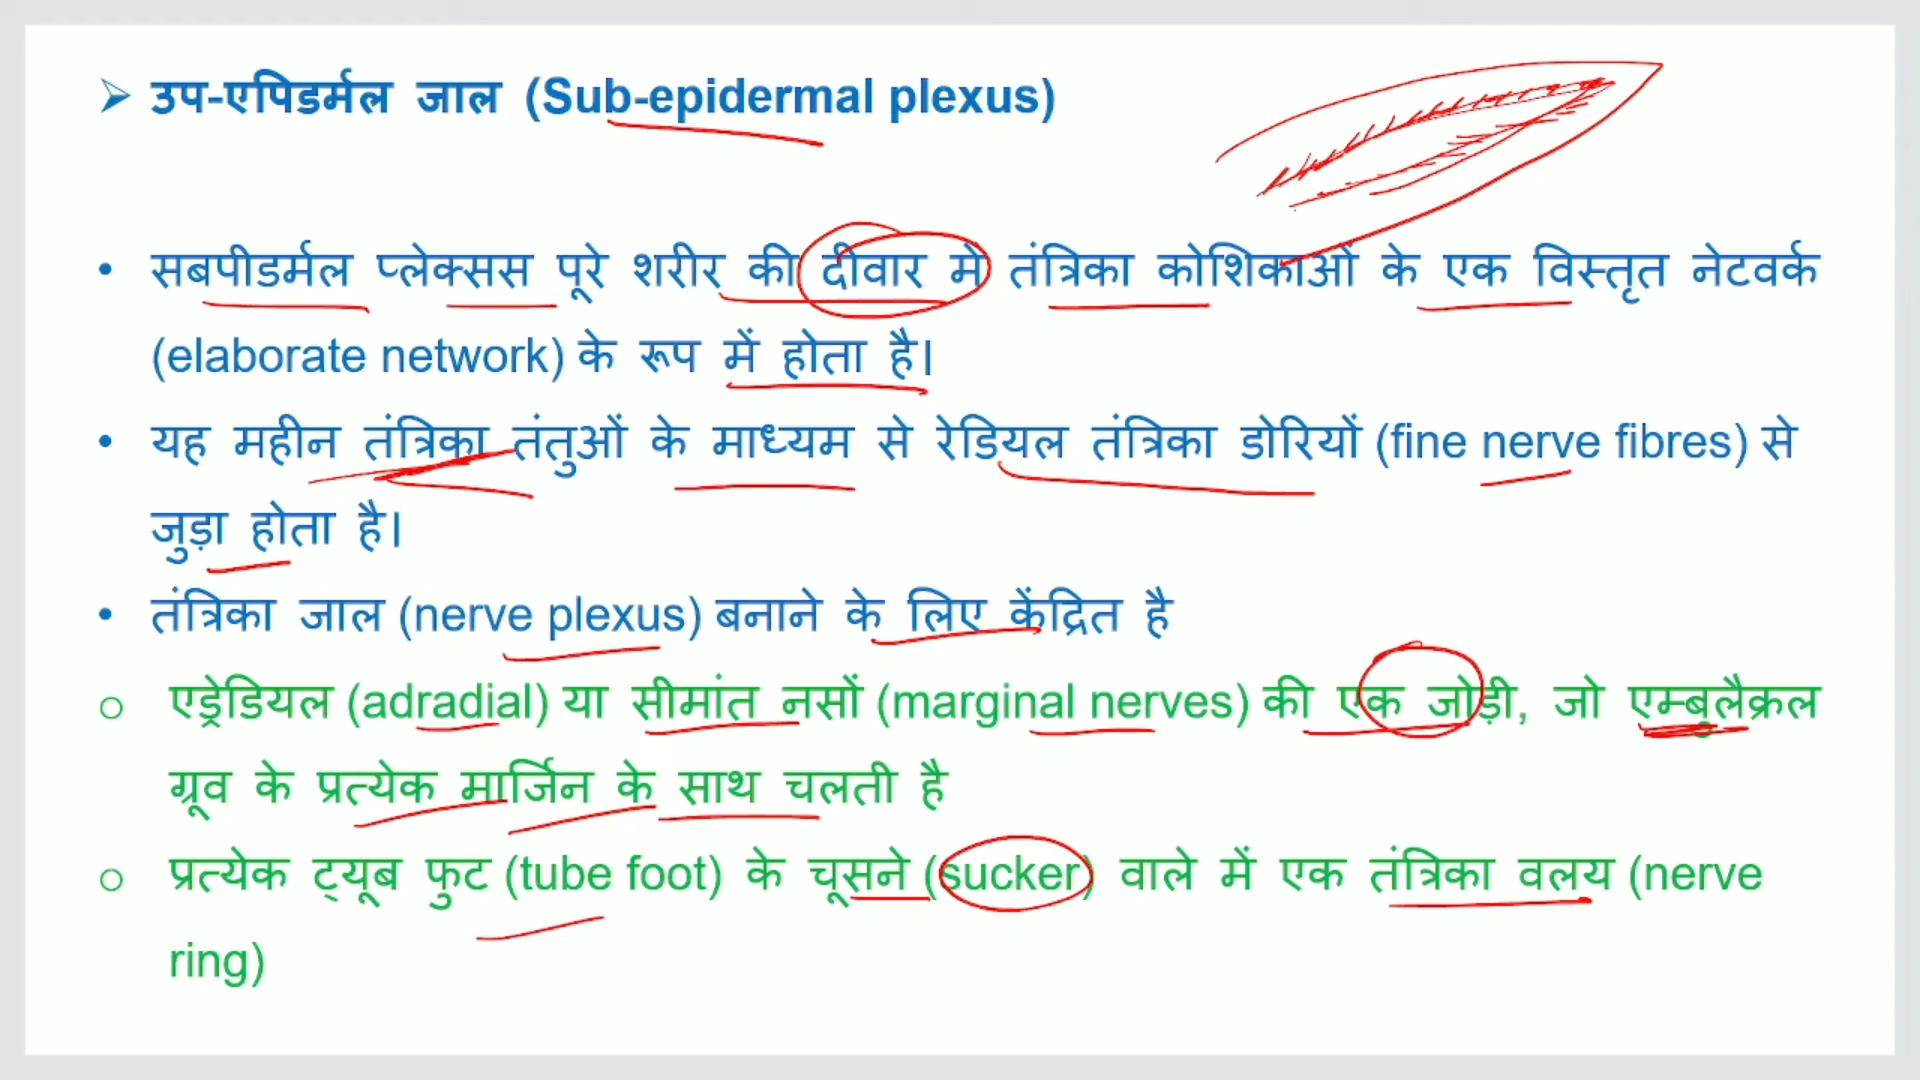 ➤ उप-एपिडर्मल जाल (Sub-epidermal plexus)
• सबपीडर्मल प्लेक्सस पूरे शरीर की दीवार में तंत्रिका कोशिकाओं के एक विस्तृत नेटवर्क
(elaborate network) के रूप में होता है।
• यह महीन तंत्रिका तंतुओं के माध्यम से रेडियल तंत्रिका डोरियों (fine nerve fibres) से
जुड़ा होता है।
• तंत्रिका जाल (nerve plexus) बनाने के लिए केंद्रित है
o एड्रेडियल (adradial) या सीमांत नसों (marginal nerves) की एक जोड़ी, जो एम्बुलैक्रल
ग्रूव के प्रत्येक मार्जिन के साथ चलती है
o प्रत्येक ट्यूब फुट (tube foot) के चूसने (sucker) वाले में एक तंत्रिका वलय (nerve
ring)